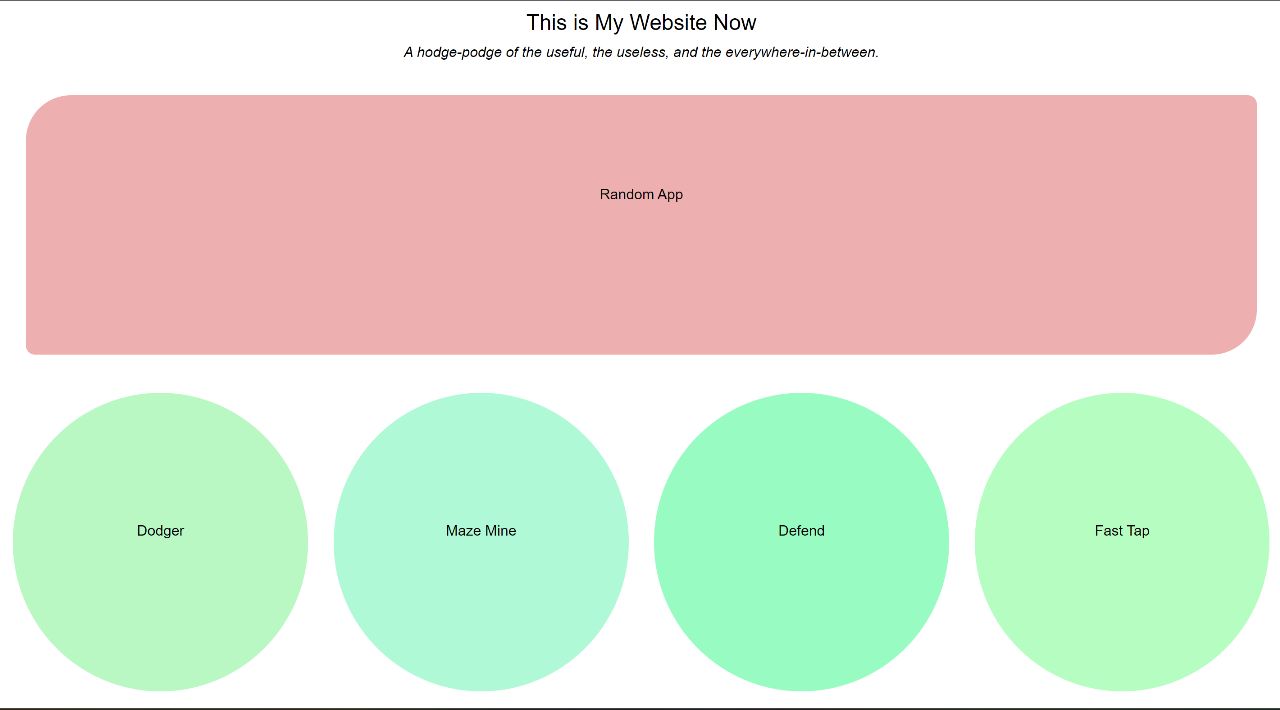 This is My Website Now
A hodge-podge of the useful, the useless, and the everywhere-in-between.
Random App
Dodger
Maze Mine
Defend
Fast Tap